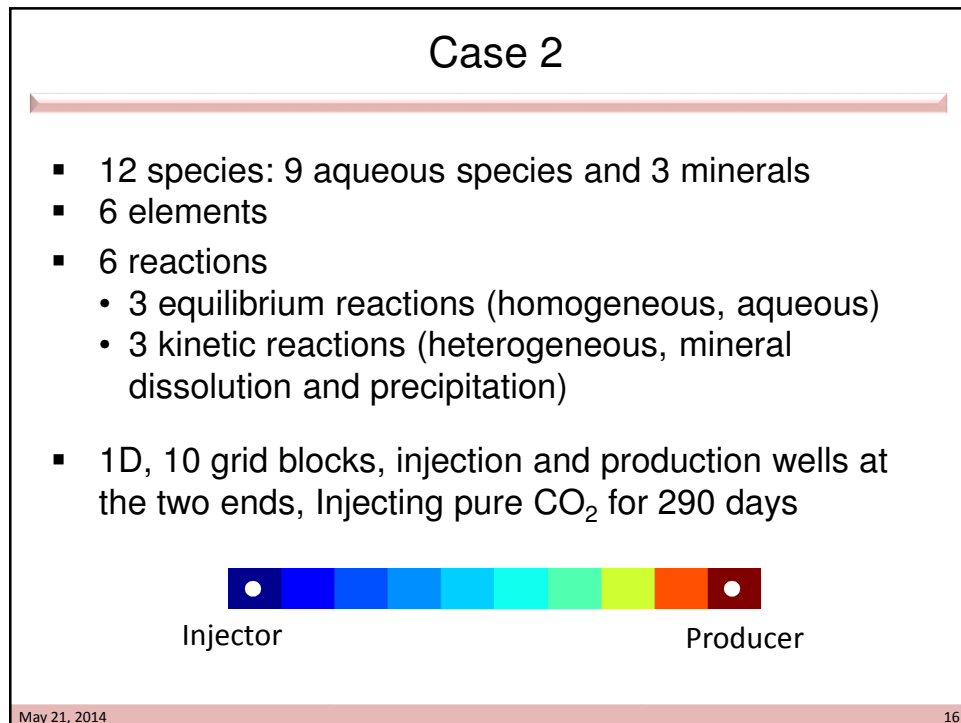 Case 2
▪ 12 species: 9 aqueous species and 3 minerals
▪ 6 elements
▪ 6 reactions
• 3 equilibrium reactions (homogeneous, aqueous)
• 3 kinetic reactions (heterogeneous, mineral
dissolution and precipitation)
▪ 1D, 10 grid blocks, injection and production wells at
the two ends, Injecting pure CO₂ for 290 days
Injector Producer
May 21, 2014 16